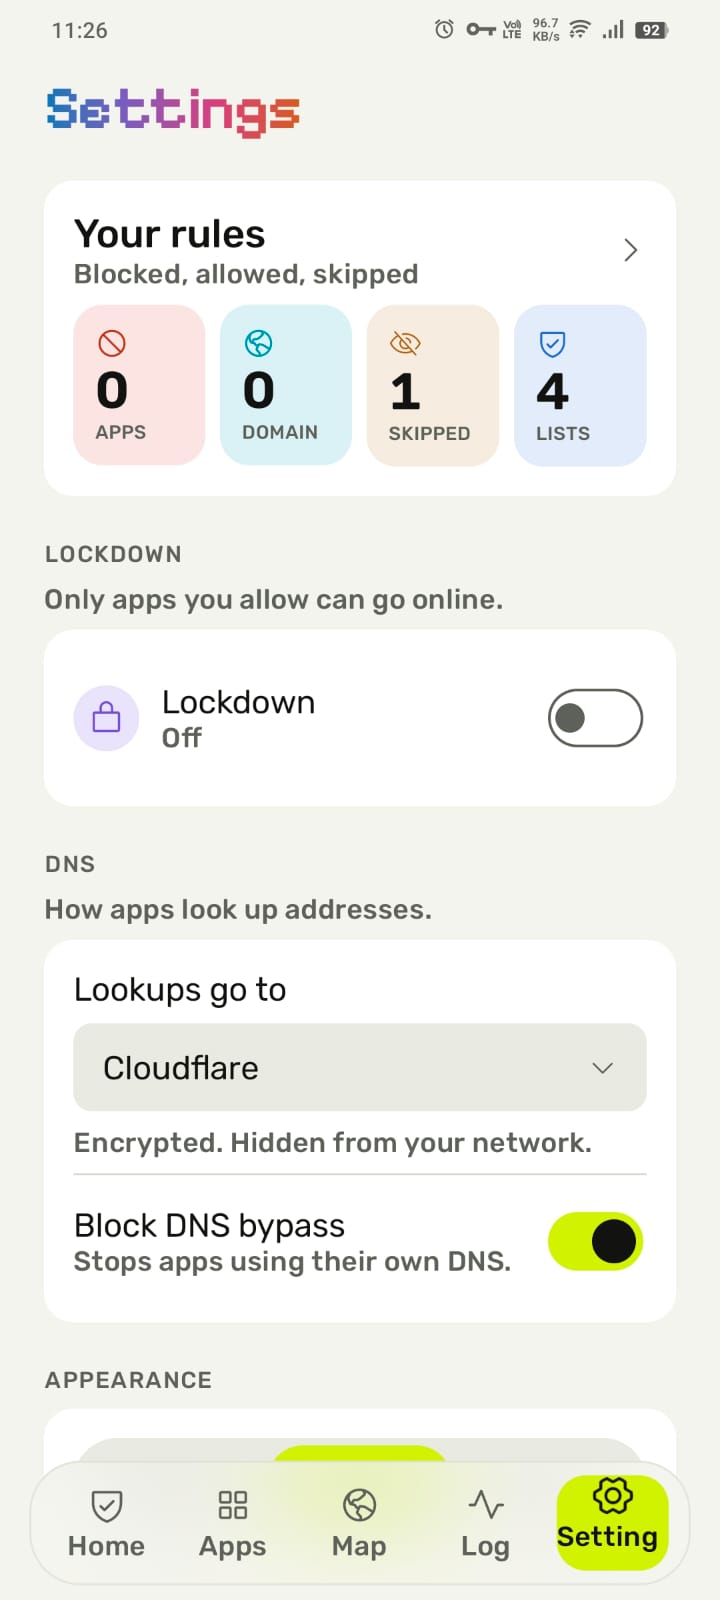 11:26
Vo) LTE 96.7 KB/s 92
Settings
Your rules
Blocked, allowed, skipped
0 0 1 4
APPS DOMAIN SKIPPED LISTS
LOCKDOWN
Only apps you allow can go online.
Lockdown
Off
DNS
How apps look up addresses.
Lookups go to
Cloudflare
Encrypted. Hidden from your network.
Block DNS bypass
Stops apps using their own DNS.
APPEARANCE
Home Apps Map Log Setting